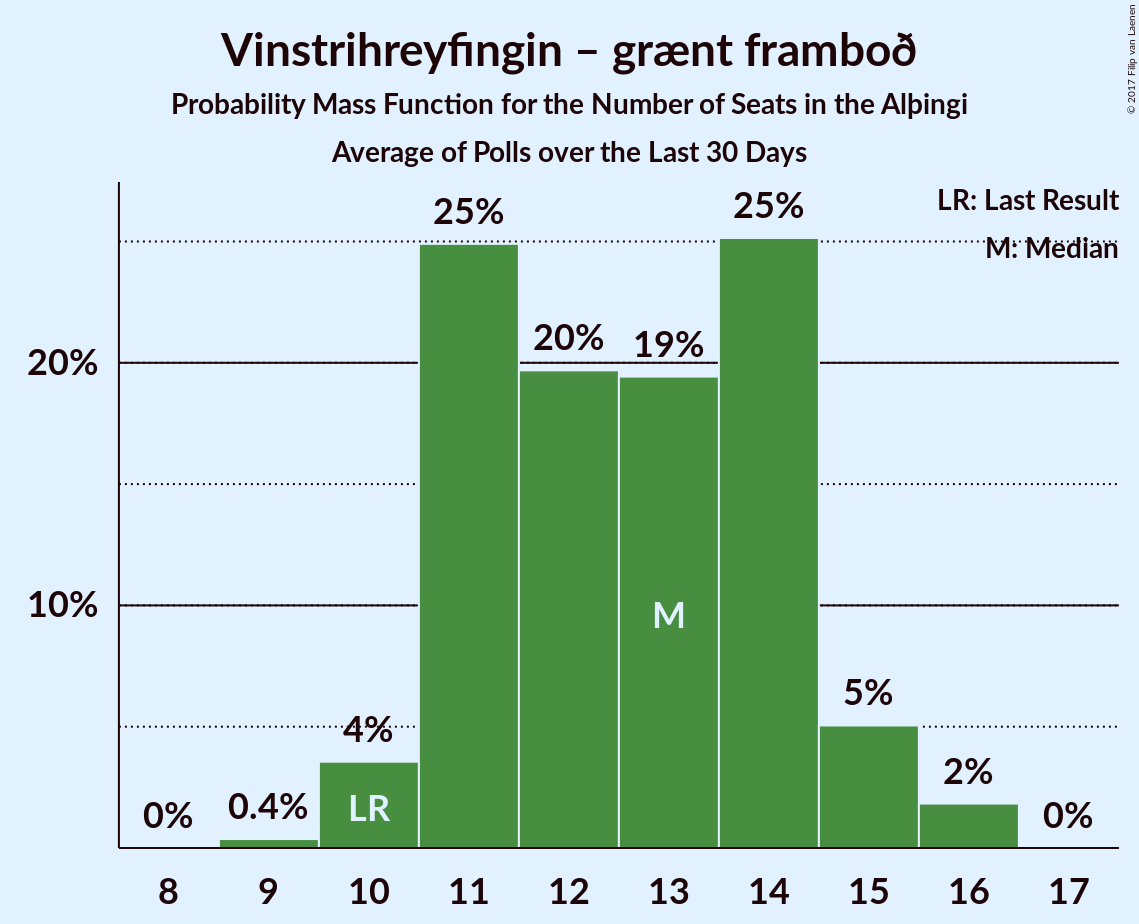 Vinstrihreyfingin – grænt framboð
Probability Mass Function for the Number of Seats in the Alþingi
Average of Polls over the Last 30 Days
© 2017 Filip van Laenen
LR: Last Result
M: Median
25%
25%
20%
19%
20%
10%
M
5%
4%
2%
0%
0.4%
LR
0%
8
9
10
11
12
13
14
15
16
17